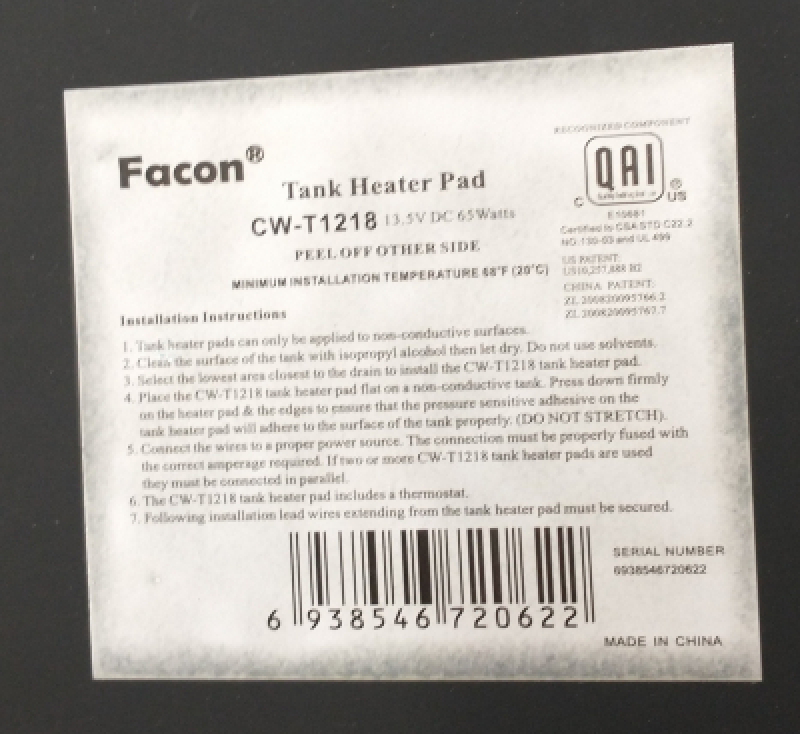 RECOGNIZED COMPONENT
Facon®
QAI
C ® US
Tank Heater Pad
CW-T1218 13.5V DC 65Watts
PEEL OFF OTHER SIDE
MINIMUM INSTALLATION TEMPERATURE 68°F (20°C)
Certified to CSA STD C22.2
NO.130-03 and UL 499
US PATENT:
CHINA PATENT:
ZL 200820095766.2
ZL 200820095767.7
Installation Instructions
1. Tank heater pads can only be applied to non-conductive surfaces.
2. Clean the surface of the tank with isopropyl alcohol then let dry. Do not use solvents.
3. Select the lowest area closest to the drain to install the CW-T1218 tank heater pad.
4. Place the CW-T1218 tank heater pad flat on a non-conductive tank. Press down firmly
on the heater pad & the edges to ensure that the pressure sensitive adhesive on the
tank heater pad will adhere to the surface of the tank properly. (DO NOT STRETCH).
5. Connect the wires to a proper power source. The connection must be properly fused with
the correct amperage required. If two or more CW-T1218 tank heater pads are used
they must be connected in parallel.
6. The CW-T1218 tank heater pad includes a thermostat.
7. Following installation lead wires extending from the tank heater pad must be secured.
SERIAL NUMBER
6938546720622
6 938546 720622
MADE IN CHINA